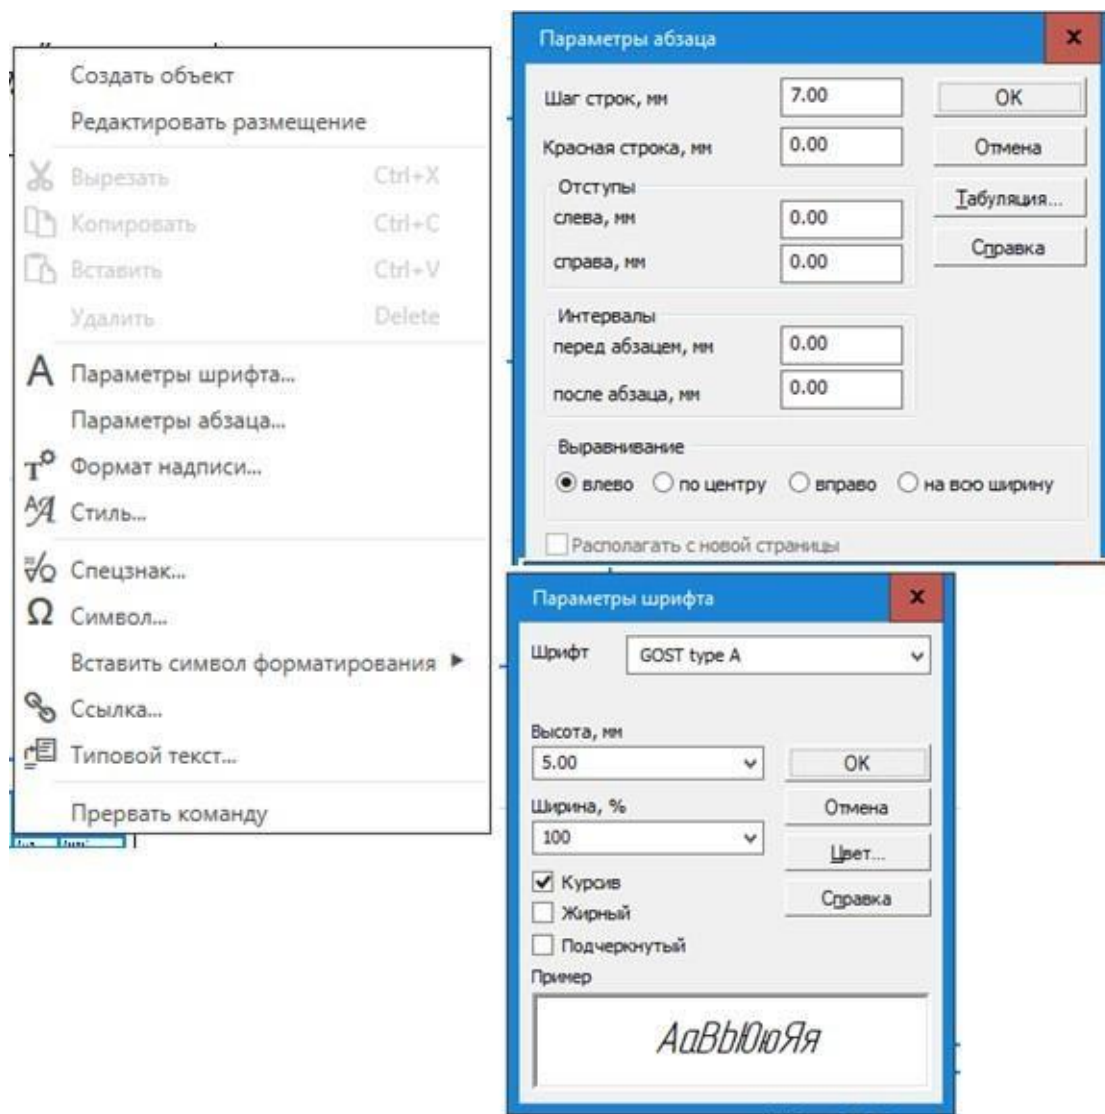 Создать объект
Редактировать размещение
Вырезать Ctrl+X
Копировать Ctrl+C
Вставить Ctrl+V
Удалить Delete
Параметры шрифта...
Параметры абзаца...
Формат надписи...
Стиль...
Спецзнак...
Символ...
Вставить символ форматирования
Ссылка...
Типовой текст...
Прервать команду
Параметры абзаца
Шаг строк, мм 7.00 OK
Красная строка, мм 0.00 Отмена
Отступы Табуляция...
слева, мм 0.00
справа, мм 0.00 Справка
Интервалы
перед абзацем, мм 0.00
после абзаца, мм 0.00
Выравнивание
влево по центру вправо на всю ширину
Располагать с новой страницы
Параметры шрифта
Шрифт GOST type A
Высота, мм
5.00 OK
Ширина, % Отмена
100 Цвет...
Курсив Справка
Жирный
Подчеркнутый
Пример
АаВbЮюЯя